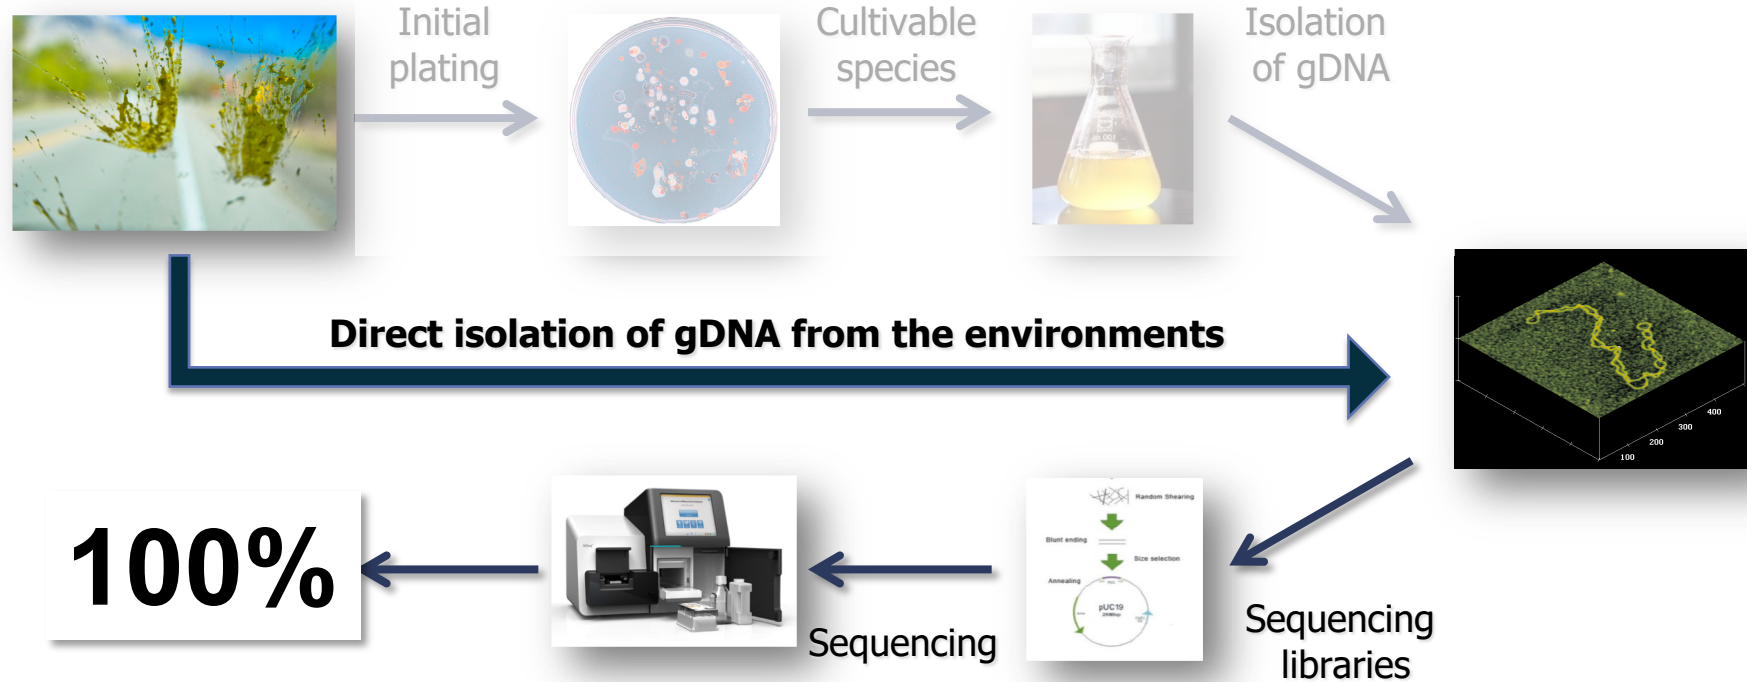 Initial
plating
Cultivable
species
Isolation
of gDNA
Direct isolation of gDNA from the environments
100
200
300
400
100%
Sequencing
Random Shearing
Blunt ending
Size selection
Annealing
pUC19
Sequencing
libraries